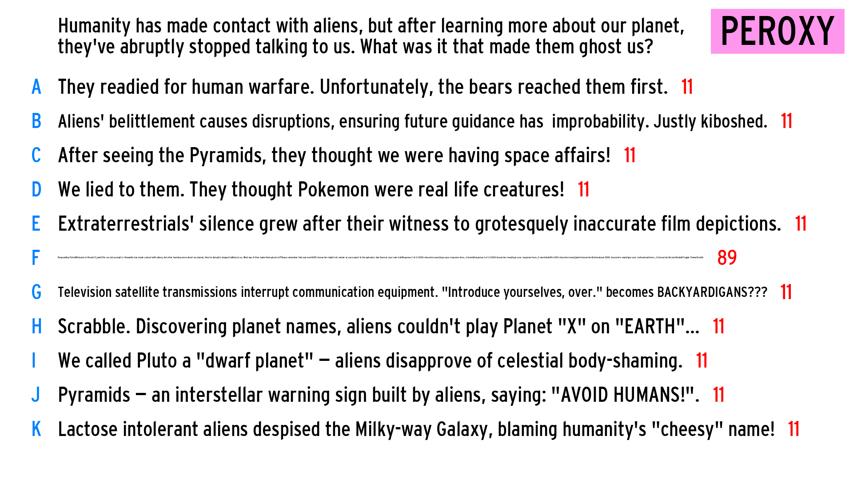 Humanity has made contact with aliens, but after learning more about our planet,
they've abruptly stopped talking to us. What was it that made them ghost us?
PEROXY
A They readied for human warfare. Unfortunately, the bears reached them first. 11
B Aliens' belittlement causes disruptions, ensuring future guidance has improbability. Justly kiboshed. 11
C After seeing the Pyramids, they thought we were having space affairs! 11
D We lied to them. They thought Pokemon were real life creatures! 11
E Extraterrestrials' silence grew after their witness to grotesquely inaccurate film depictions. 11
F 89
G Television satellite transmissions interrupt communication equipment. "Introduce yourselves, over." becomes BACKYARDIGANS??? 11
H Scrabble. Discovering planet names, aliens couldn't play Planet "X" on "EARTH"... 11
I We called Pluto a "dwarf planet" – aliens disapprove of celestial body-shaming. 11
J Pyramids – an interstellar warning sign built by aliens, saying: "AVOID HUMANS!". 11
K Lactose intolerant aliens despised the Milky-way Galaxy, blaming humanity's "cheesy" name! 11